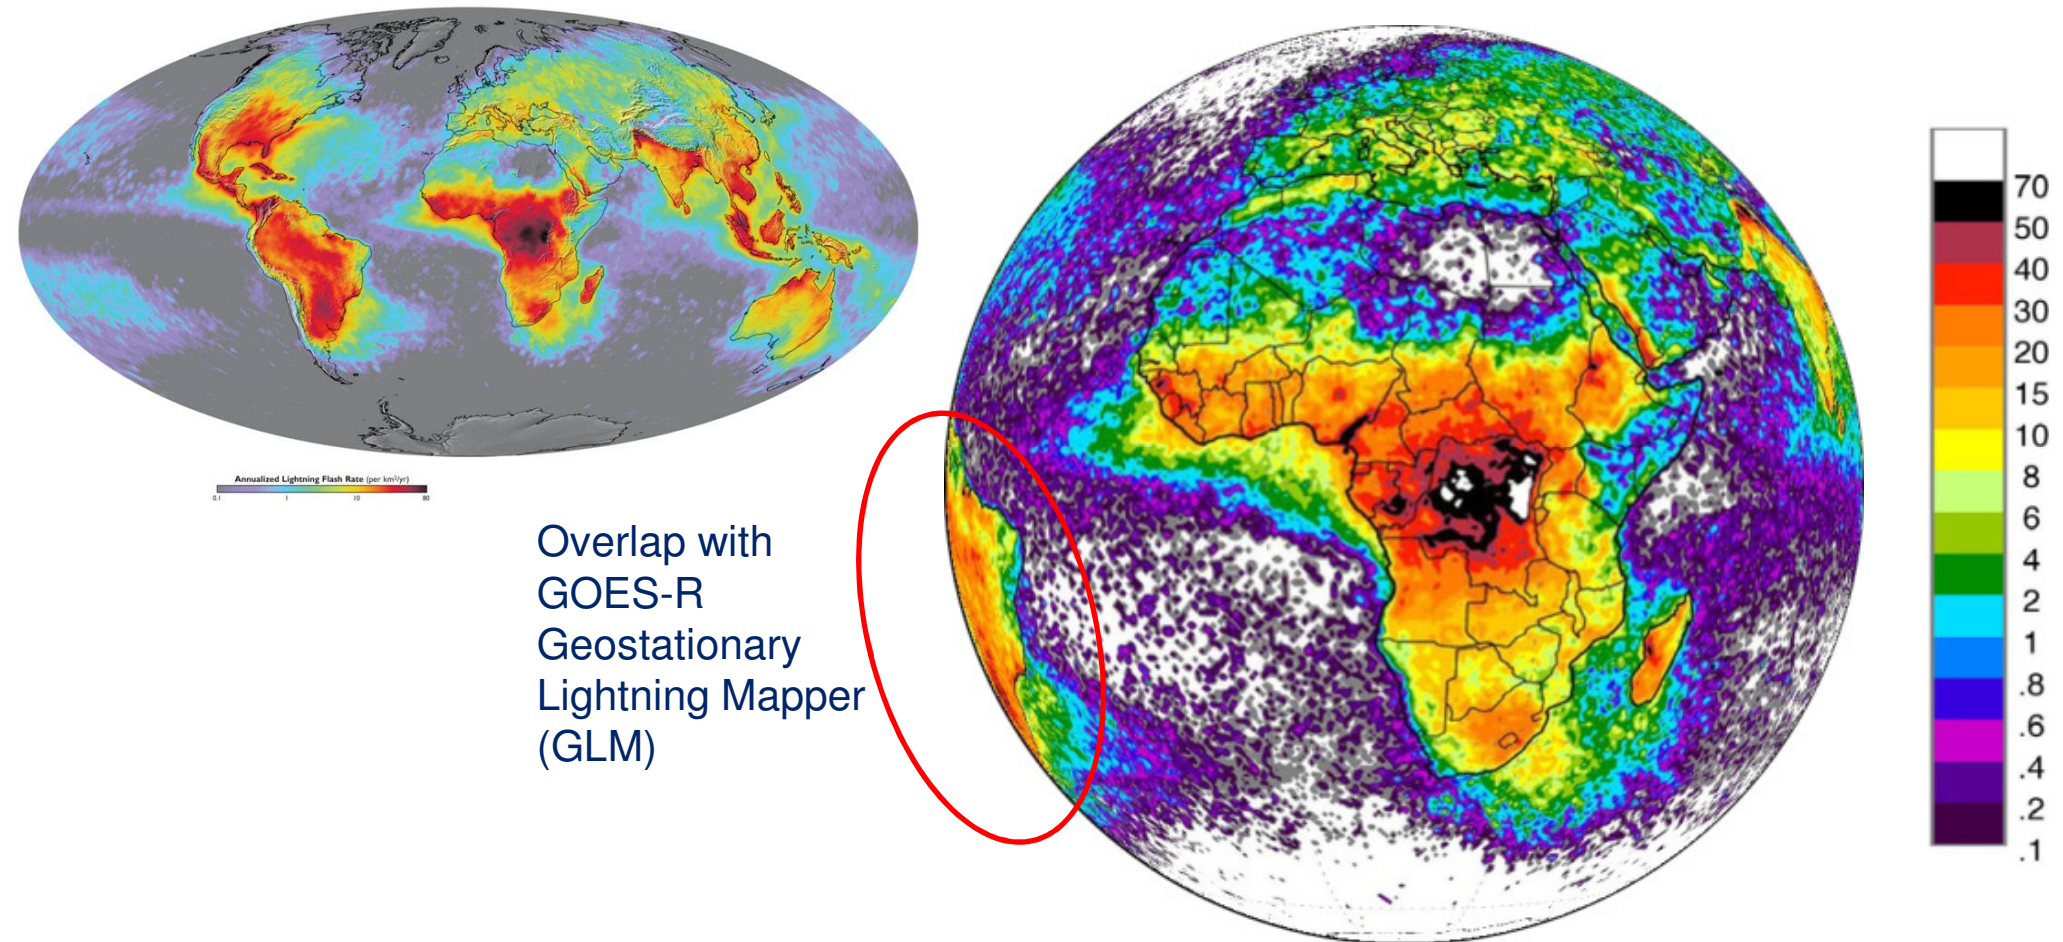 Annualized Lightning Flash Rate (per km²/yr)
0.1 1 10 80
Overlap with
GOES-R
Geostationary
Lightning Mapper
(GLM)
70
50
40
30
20
15
10
8
6
4
2
1
.8
.6
.4
.2
.1